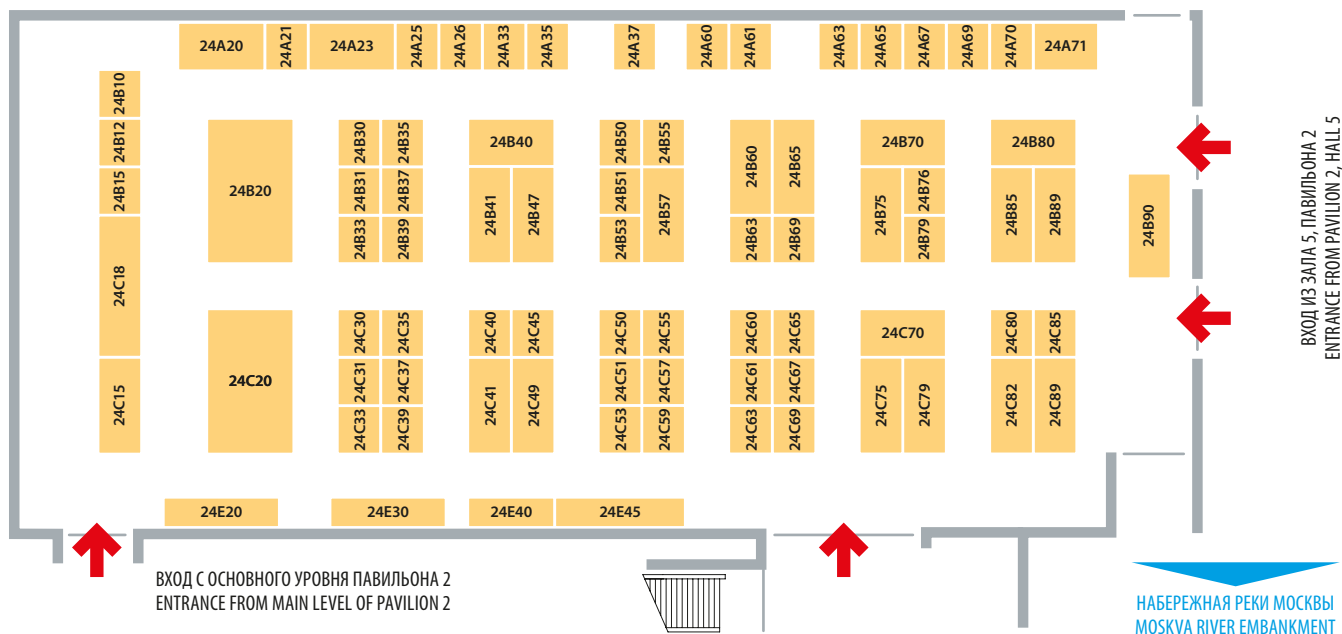 24A20
24A21
24A23
24A25
24A26
24A33
24A35
24A37
24A60
24A61
24A63
24A65
24A67
24A69
24A70
24A71
24B10
24B12
24B15
24C18
24C15
24B20
24B30
24B35
24B31
24B37
24B33
24B39
24B40
24B41
24B47
24B50
24B55
24B51
24B57
24B53
24B60
24B65
24B63
24B69
24B70
24B75
24B76
24B79
24B80
24B85
24B89
24B90
24C20
24C30
24C35
24C31
24C37
24C33
24C39
24C40
24C45
24C41
24C49
24C50
24C55
24C51
24C57
24C53
24C59
24C60
24C65
24C61
24C67
24C63
24C69
24C70
24C75
24C79
24C80
24C85
24C82
24C89
24E20
24E30
24E40
24E45
ВХОД ИЗ ЗАЛА 5, ПАВИЛЬОНА 2
ENTRANCE FROM PAVILION 2, HALL 5
ВХОД С ОСНОВНОГО УРОВНЯ ПАВИЛЬОНА 2
ENTRANCE FROM MAIN LEVEL OF PAVILION 2
НАБЕРЕЖНАЯ РЕКИ МОСКВЫ
MOSKVA RIVER EMBANKMENT